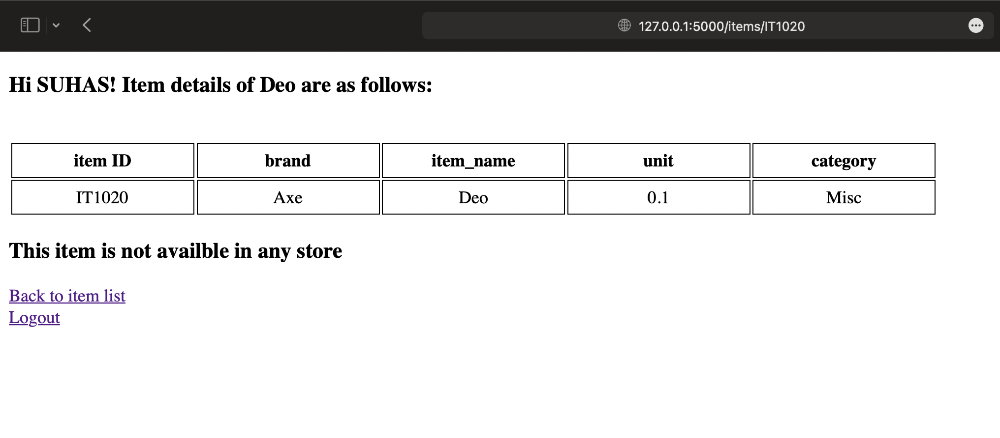 127.0.0.1:5000/items/IT1020
Hi SUHAS! Item details of Deo are as follows:
item ID brand item_name unit category
IT1020 Axe Deo 0.1 Misc
This item is not availble in any store
Back to item list
Logout